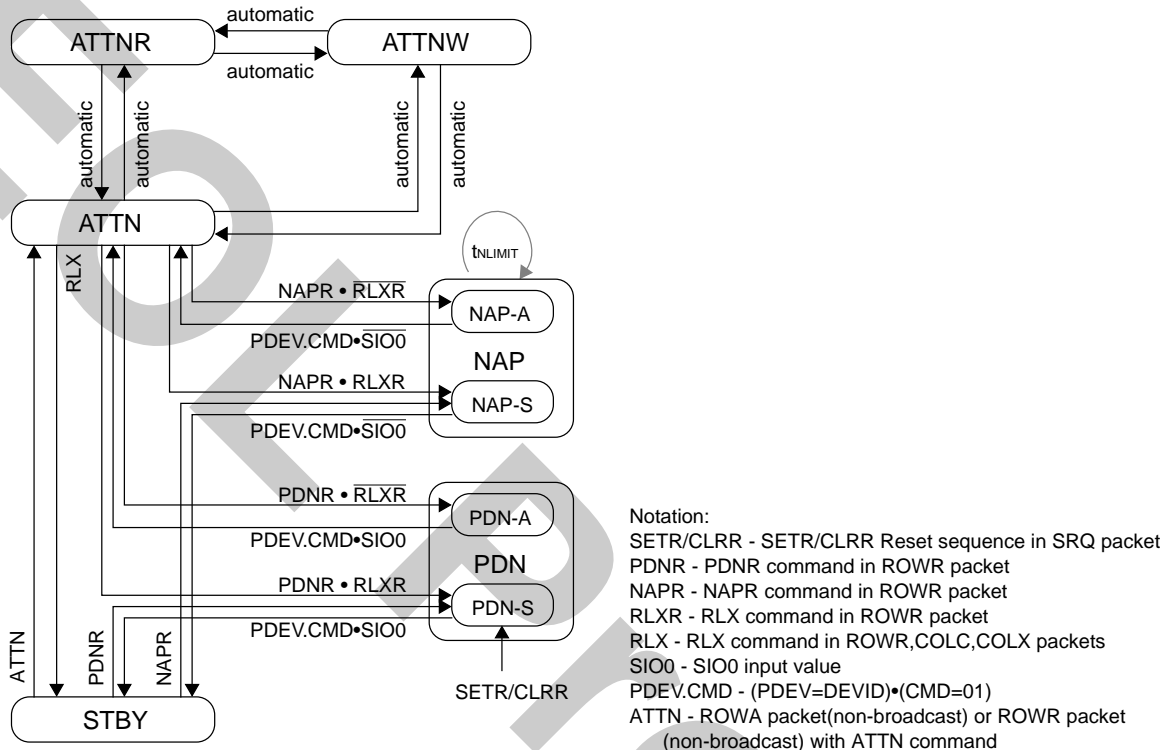 automatic
ATTNR
ATTNW
automatic
automatic
automatic
automatic
automatic
ATTN
RLX
tNLIMIT
NAPR • RLXR
NAP-A
PDEV.CMD•SIO0
NAP
NAPR • RLXR
NAP-S
PDEV.CMD•SIO0
PDNR • RLXR
PDN-A
PDEV.CMD•SIO0
PDN
PDNR • RLXR
PDN-S
PDEV.CMD•SIO0
ATTN
PDNR
NAPR
SETR/CLRR
STBY
Notation:
SETR/CLRR - SETR/CLRR Reset sequence in SRQ packet
PDNR - PDNR command in ROWR packet
NAPR - NAPR command in ROWR packet
RLXR - RLX command in ROWR packet
RLX - RLX command in ROWR,COLC,COLX packets
SIO0 - SIO0 input value
PDEV.CMD - (PDEV=DEVID)•(CMD=01)
ATTN - ROWA packet(non-broadcast) or ROWR packet
(non-broadcast) with ATTN command